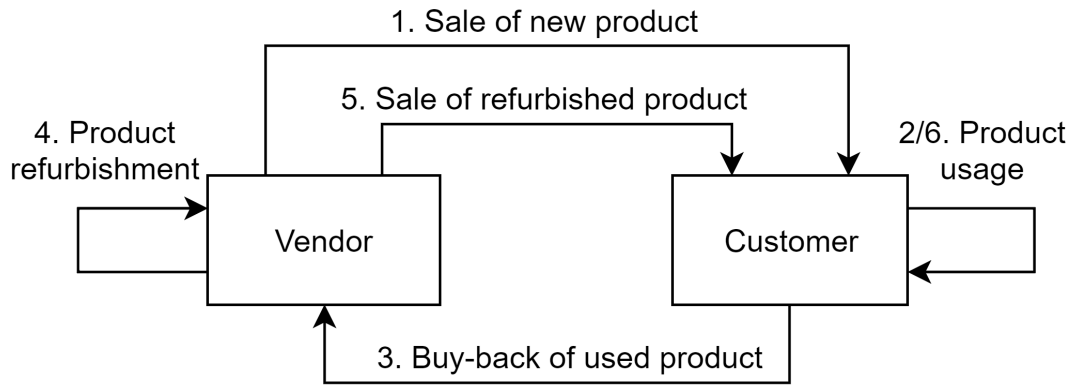 1. Sale of new product
5. Sale of refurbished product
4. Product
refurbishment
2/6. Product
usage
Vendor
Customer
3. Buy-back of used product